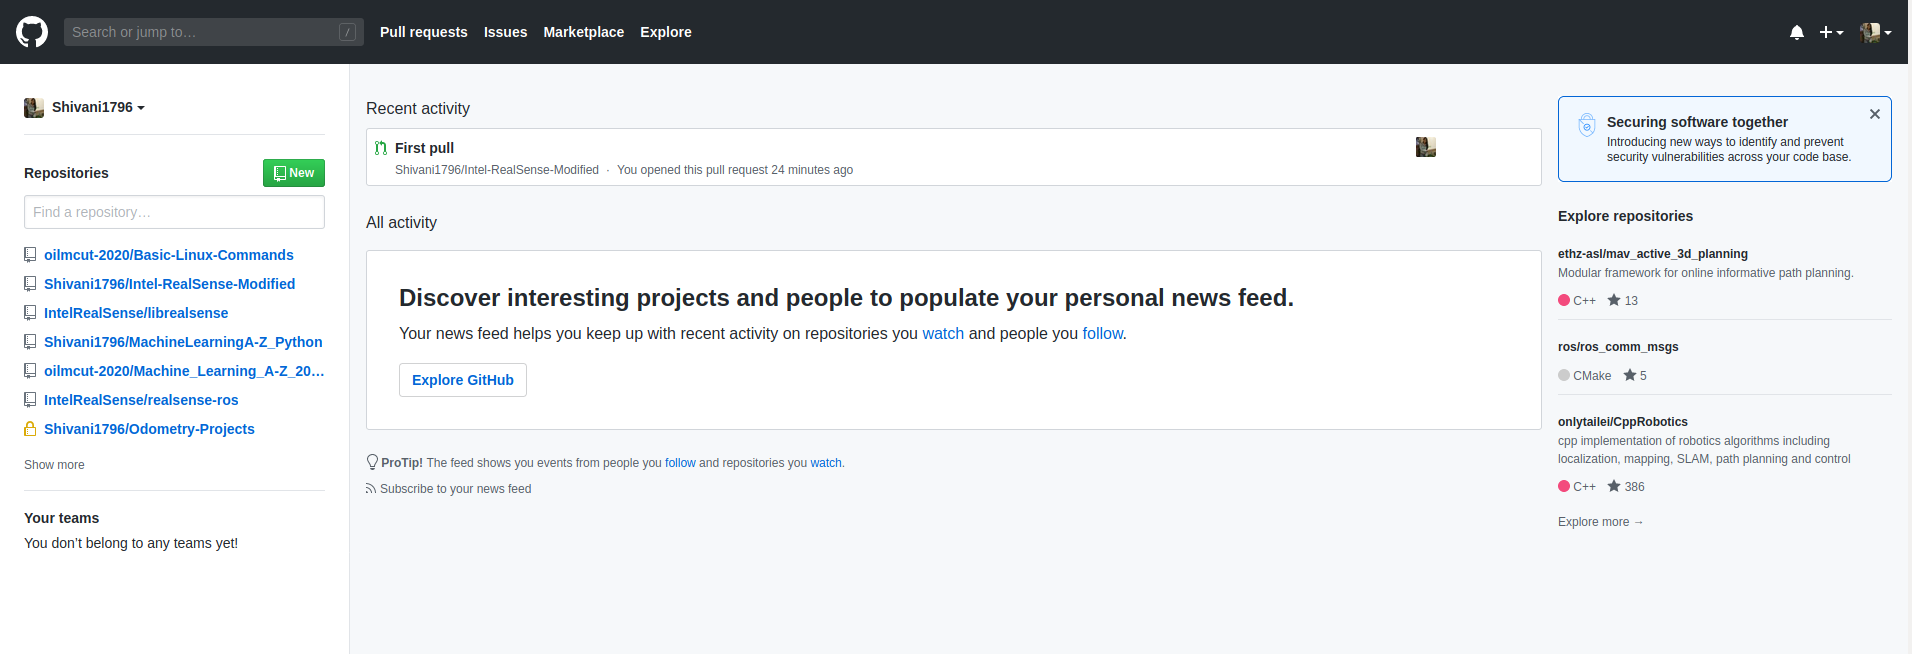 Search or jump to…
/
Pull requests
Issues
Marketplace
Explore
Shivani1796
Repositories
New
Find a repository…
oilmcut-2020/Basic-Linux-Commands
Shivani1796/Intel-RealSense-Modified
IntelRealSense/librealsense
Shivani1796/MachineLearningA-Z_Python
oilmcut-2020/Machine_Learning_A-Z_20…
IntelRealSense/realsense-ros
Shivani1796/Odometry-Projects
Show more
Your teams
You don’t belong to any teams yet!
Recent activity
First pull
Shivani1796/Intel-RealSense-Modified · You opened this pull request 24 minutes ago
All activity
Discover interesting projects and people to populate your personal news feed.
Your news feed helps you keep up with recent activity on repositories you watch and people you follow.
Explore GitHub
ProTip! The feed shows you events from people you follow and repositories you watch.
Subscribe to your news feed
Securing software together
Introducing new ways to identify and prevent
security vulnerabilities across your code base.
Explore repositories
ethz-asl/mav_active_3d_planning
Modular framework for online informative path planning.
C++ 13
ros/ros_comm_msgs
CMake 5
onlytailei/CppRobotics
cpp implementation of robotics algorithms including
localization, mapping, SLAM, path planning and control
C++ 386
Explore more →